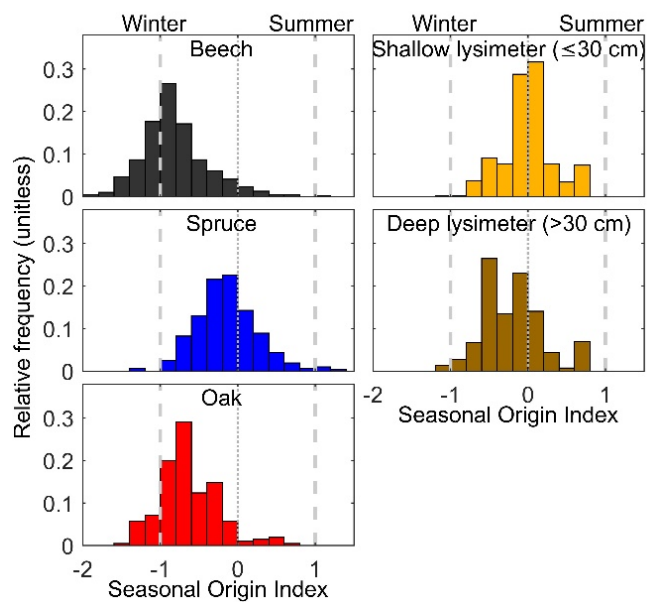 Winter Summer
Beech
0.3
0.2
0.1
0
Winter Summer
Shallow lysimeter (≤30 cm)
Relative frequency (unitless)
Spruce
0.3
0.2
0.1
0
Deep lysimeter (>30 cm)
-2 -1 0 1
Seasonal Origin Index
Oak
0.3
0.2
0.1
0
-2 -1 0 1
Seasonal Origin Index